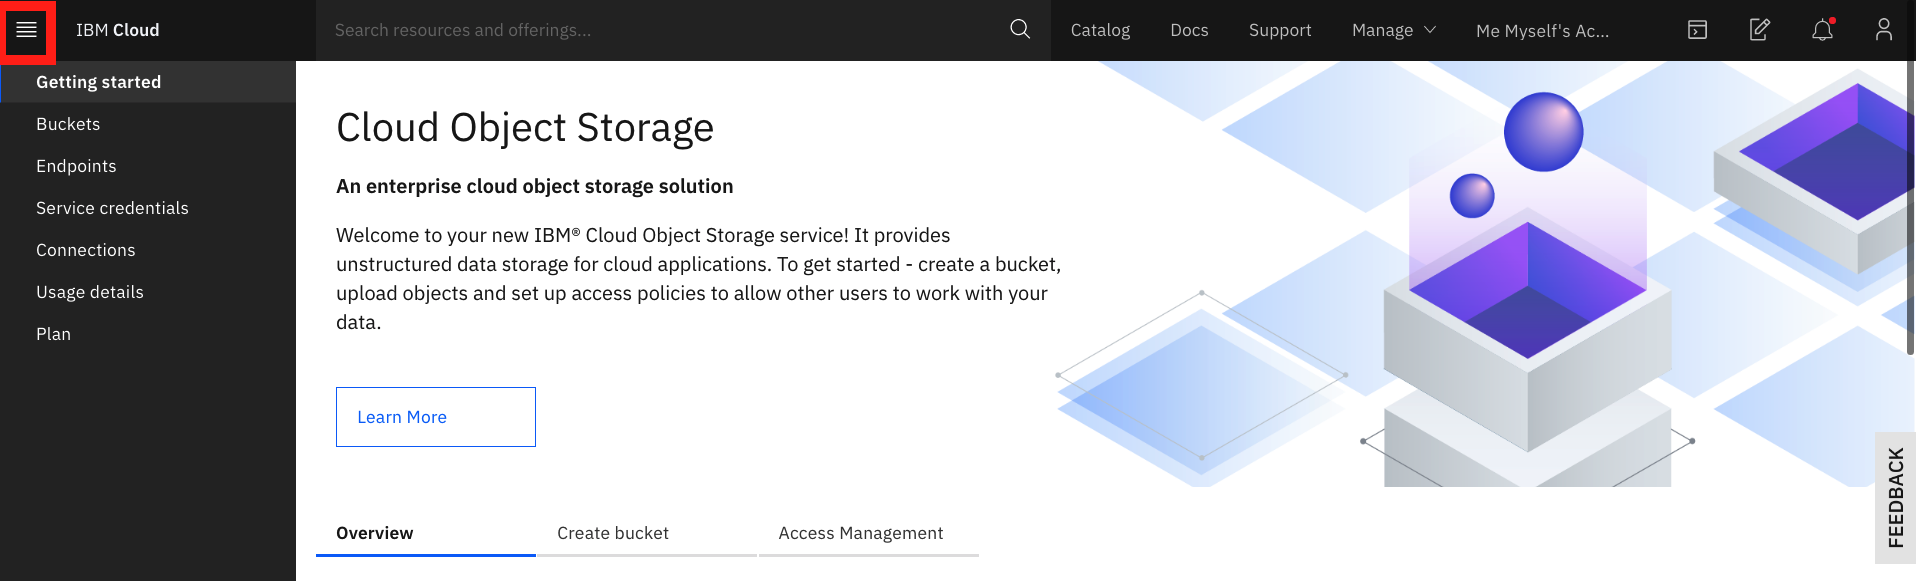 IBM Cloud
Search resources and offerings...
Catalog
Docs
Support
Manage
Me Myself's Ac...
Getting started
Buckets
Endpoints
Service credentials
Connections
Usage details
Plan
Cloud Object Storage
An enterprise cloud object storage solution
Welcome to your new IBM® Cloud Object Storage service! It provides
unstructured data storage for cloud applications. To get started - create a bucket,
upload objects and set up access policies to allow other users to work with your
data.
Learn More
Overview
Create bucket
Access Management
FEEDBACK